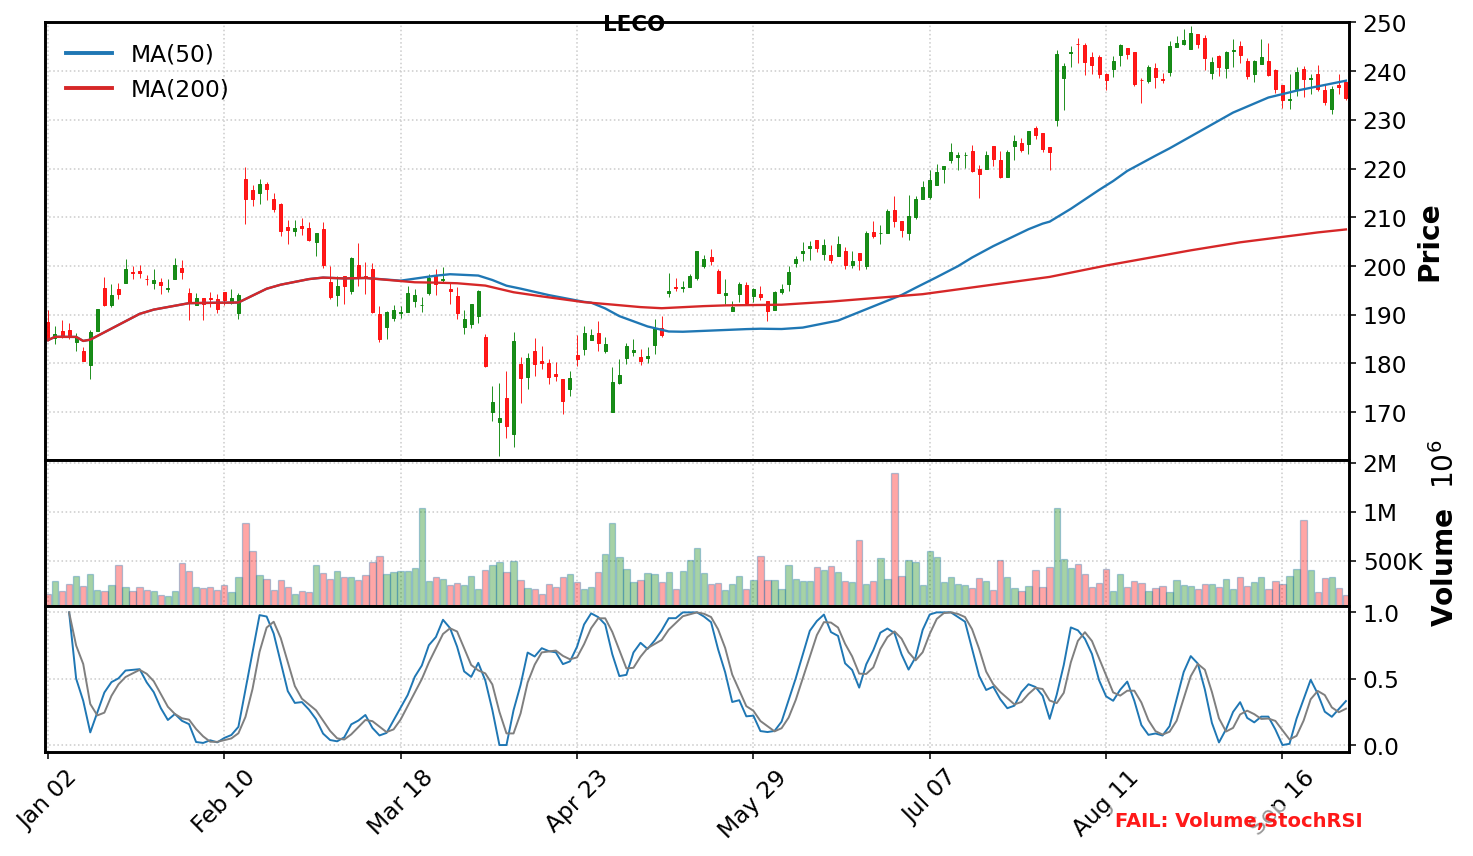 LECO
MA(50)
MA(200)
250
240
230
220
210
200
190
180
170
Price
2M
1M
500K
Volume 10^6
1.0
0.5
0.0
Jan 02
Feb 10
Mar 18
Apr 23
May 29
Jul 07
Aug 11
Sep 16
FAIL: Volume, StochRSI